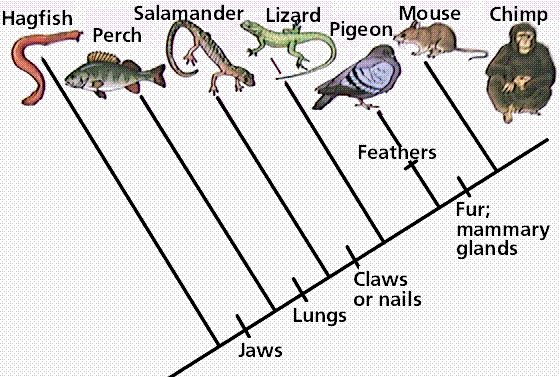 Hagfish
Perch
Salamander
Lizard
Pigeon
Mouse
Chimp
Feathers
Fur;
mammary
glands
Claws
or nails
Lungs
Jaws